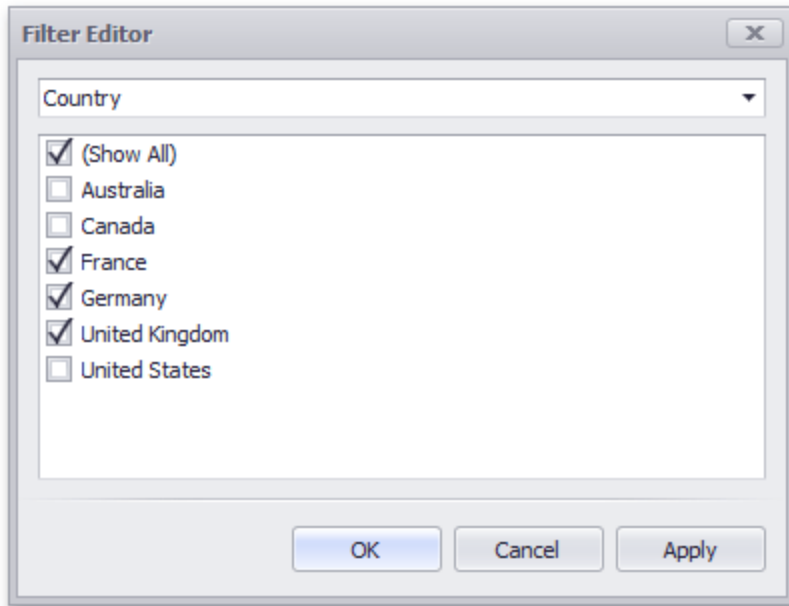 Filter Editor
Country
(Show All)
Australia
Canada
France
Germany
United Kingdom
United States
OK Cancel Apply